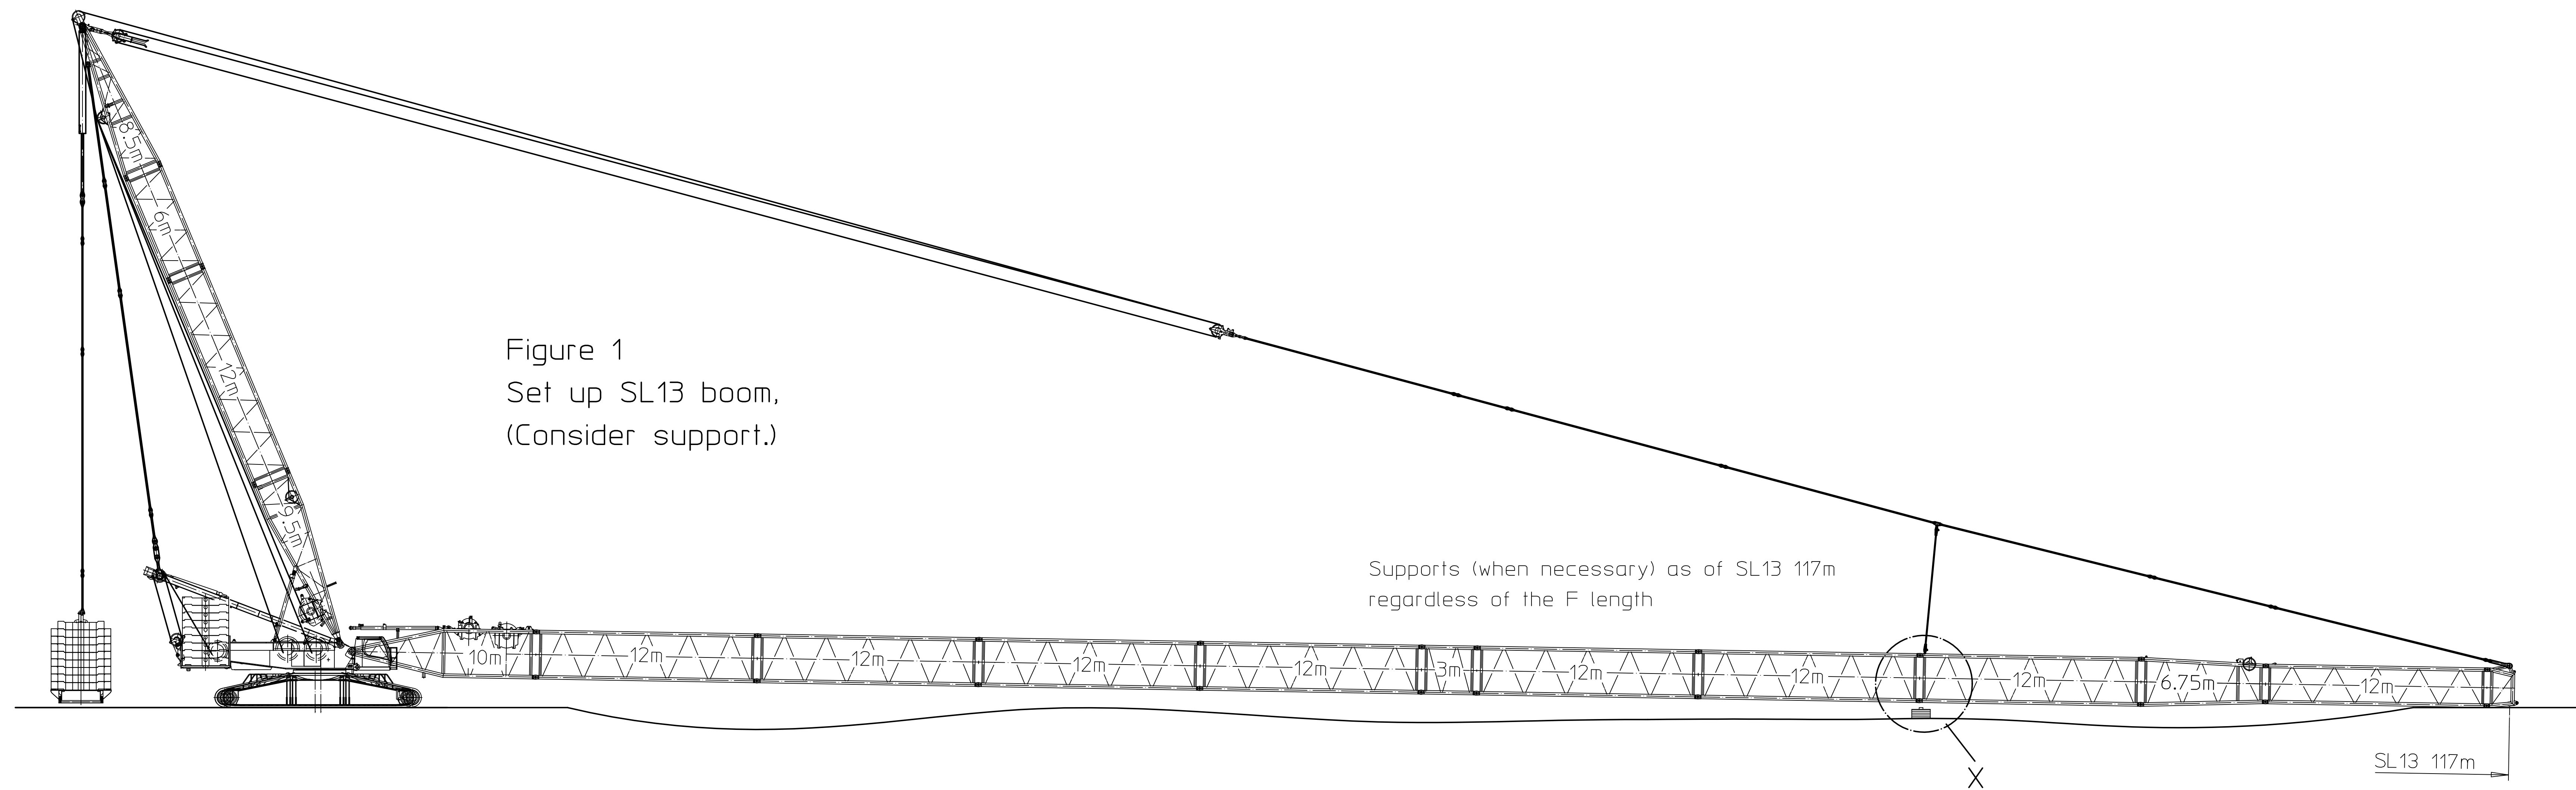 8.5m
6m
12m
9.5m
Figure 1
Set up SL13 boom,
(Consider support.)
Supports (when necessary) as of SL13 117m
regardless of the F length
10m
12m
12m
12m
12m
3m
12m
12m
12m
6.75m
12m
X
SL13 117m